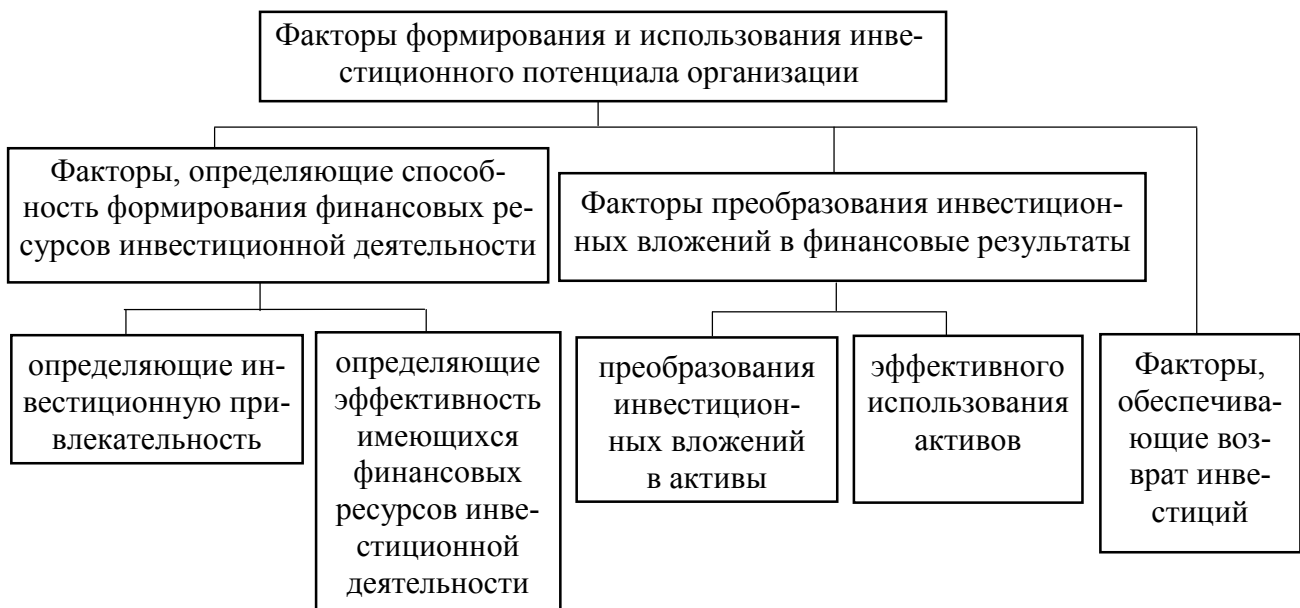 Факторы формирования и использования инве-
стиционного потенциала организации
Факторы, определяющие способ-
ность формирования финансовых ре-
сурсов инвестиционной деятельности
Факторы преобразования инвестицион-
ных вложений в финансовые результаты
определяющие ин-
вестиционную при-
влекательность
определяющие
эффективность
имеющихся
финансовых
ресурсов инве-
стиционной
деятельности
преобразования
инвестицион-
ных вложений
в активы
эффективного
использования
активов
Факторы,
обеспечива-
ющие воз-
врат инве-
стиций